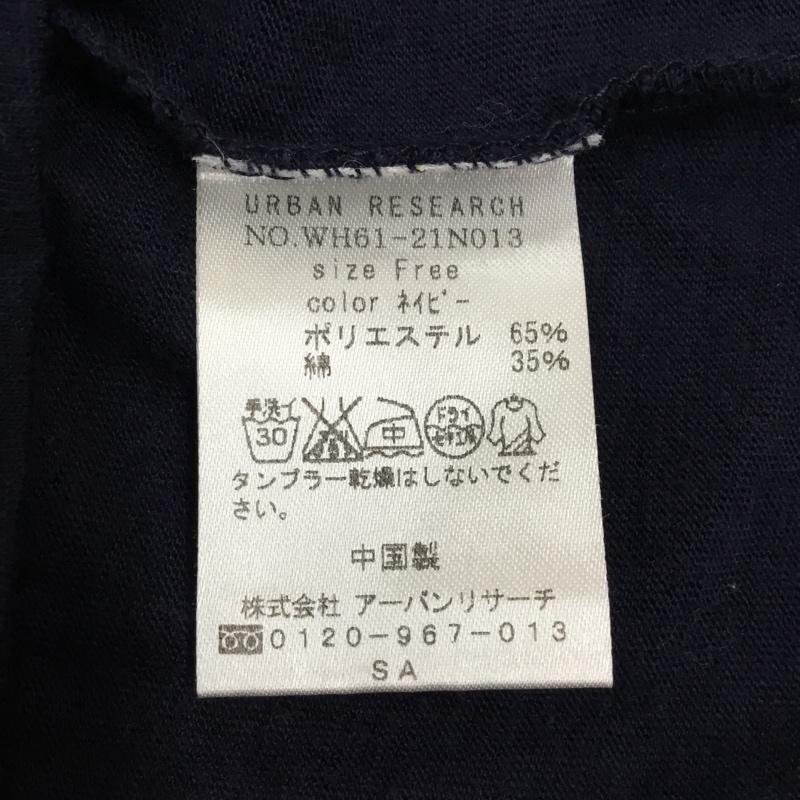 URBAN RESEARCH
NO.WH61-21N013
size Free
color ﾈｲﾋﾞｰ
ポリエステル 65%
綿 35%
手洗イ 30 中 ドライ セキユ系
タンブラー乾燥はしないでくだ
さい。
中国製
株式会社 アーバンリサーチ
0120-967-013
SA